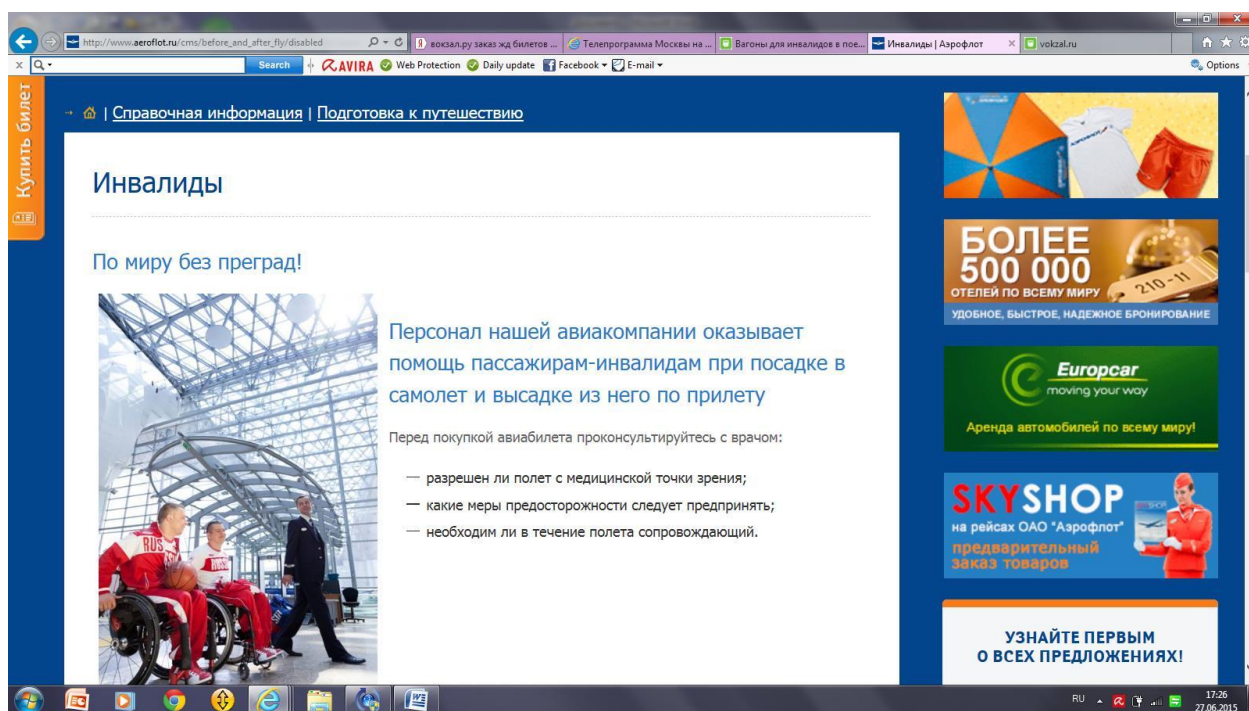 http://www.aeroflot.ru/cms/before_and_after_fly/disabled
вокзал.ру заказ жд билетов ...
Телепрограмма Москвы на ...
Вагоны для инвалидов в пое...
Инвалиды | Аэрофлот
vokzal.ru
Search
AVIRA
Web Protection
Daily update
Facebook
E-mail
Options
Купить билет
| Справочная информация | Подготовка к путешествию
Инвалиды
По миру без преград!
Персонал нашей авиакомпании оказывает
помощь пассажирам-инвалидам при посадке в
самолет и высадке из него по прилету
Перед покупкой авиабилета проконсультируйтесь с врачом:
— разрешен ли полет с медицинской точки зрения;
— какие меры предосторожности следует предпринять;
— необходим ли в течение полета сопровождающий.
RUS
АЭРОФЛОТ
БОЛЕЕ
500 000
ОТЕЛЕЙ ПО ВСЕМУ МИРУ
210-11
УДОБНОЕ, БЫСТРОЕ, НАДЕЖНОЕ БРОНИРОВАНИЕ
Europcar
moving your way
Аренда автомобилей по всему миру!
SKYSHOP
на рейсах ОАО "Аэрофлот"
предварительный
заказ товаров
УЗНАЙТЕ ПЕРВЫМ
О ВСЕХ ПРЕДЛОЖЕНИЯХ!
RU
17:26
27.06.2015